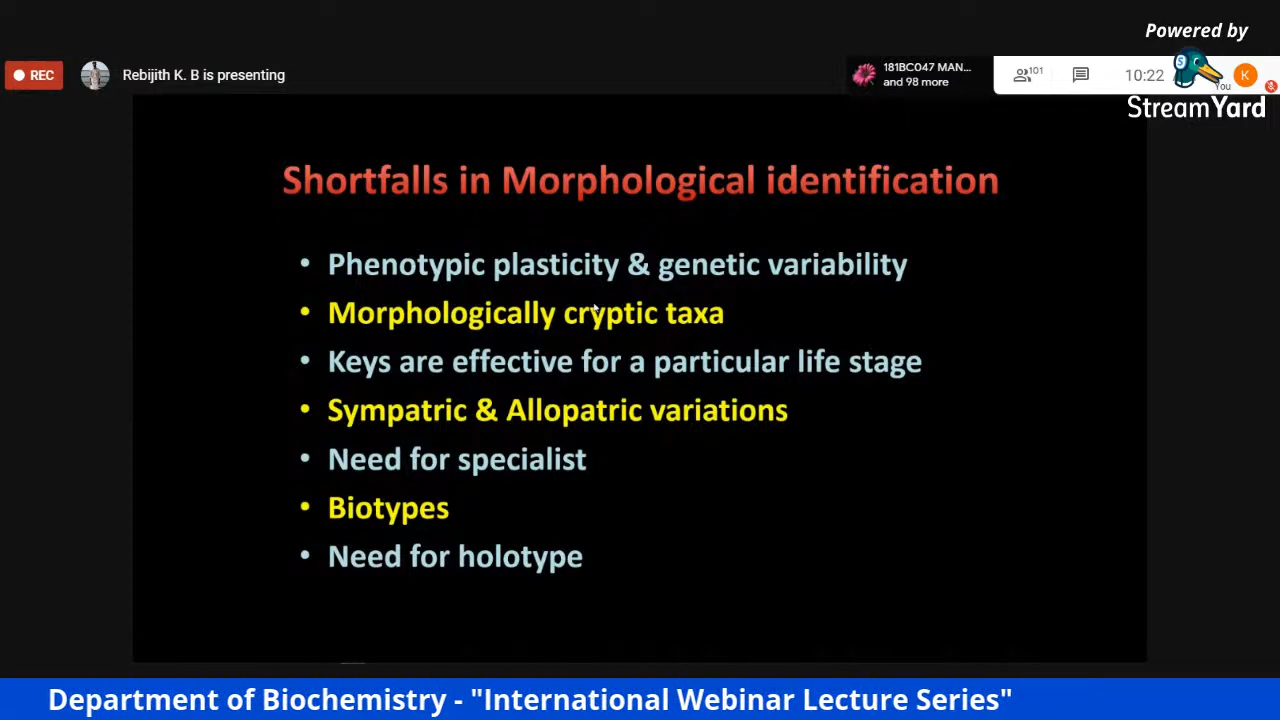 Powered by
REC
Rebijith K. B is presenting
181BC047 MAN...
and 98 more
101
10:22
You
K
S
StreamYard
Shortfalls in Morphological identification
• Phenotypic plasticity & genetic variability
• Morphologically cryptic taxa
• Keys are effective for a particular life stage
• Sympatric & Allopatric variations
• Need for specialist
• Biotypes
• Need for holotype
Department of Biochemistry - "International Webinar Lecture Series"